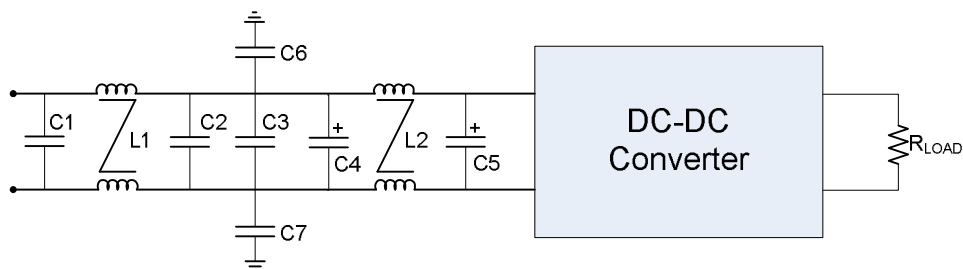 C6
C1
L1
C2
C3
+
C4
L2
+
C5
DC-DC
Converter
RLOAD
C7